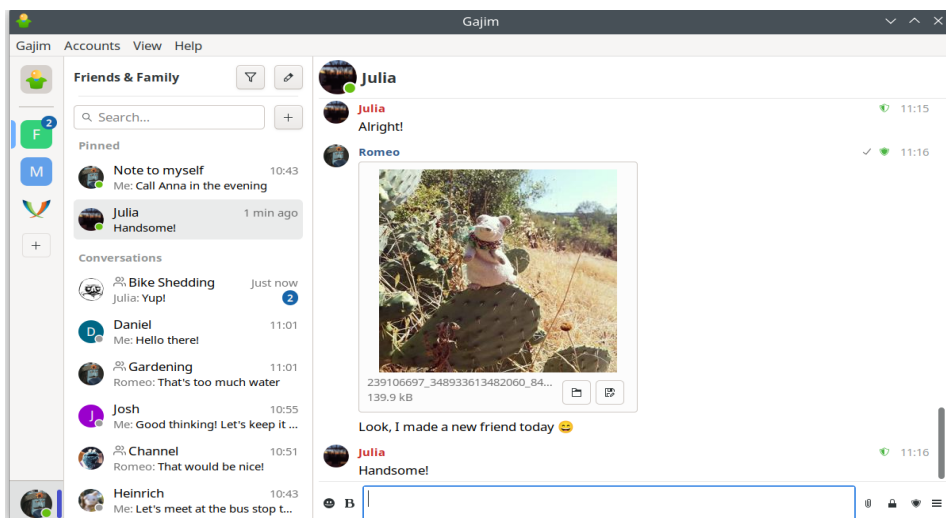 Gajim
Gajim Accounts View Help
Friends & Family
Search...
Pinned
Note to myself 10:43
Me: Call Anna in the evening
Julia 1 min ago
Handsome!
Conversations
Bike Shedding Just now
Julia: Yup! 2
Daniel 11:01
Me: Hello there!
Gardening 11:01
Romeo: That's too much water
Josh 10:55
Me: Good thinking! Let's keep it ...
Channel 10:51
Romeo: That would be nice!
Heinrich 10:43
Me: Let's meet at the bus stop t...
F 2
M
D
J
Julia
Julia 11:15
Alright!
Romeo 11:16
239106697_348933613482060_84...
139.9 kB
Look, I made a new friend today 😄
Julia 11:16
Handsome!
B